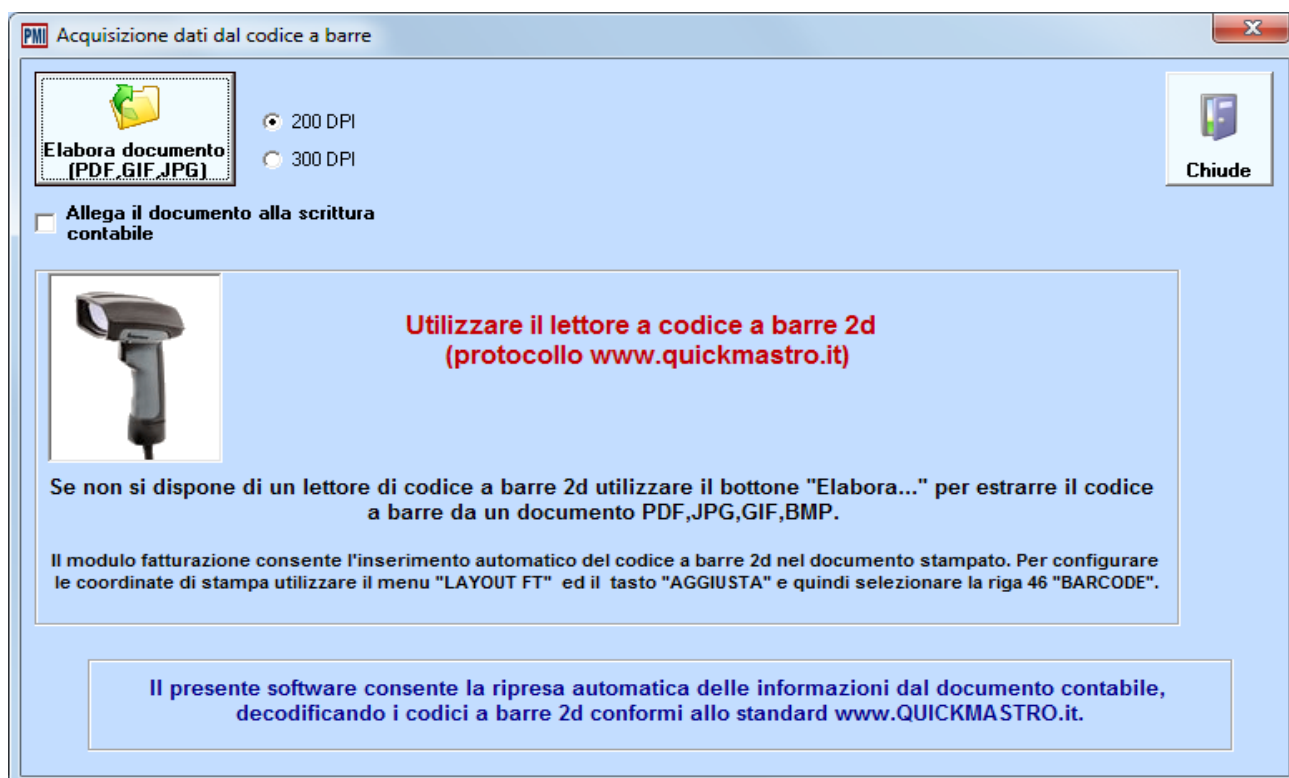 PMI Acquisizione dati dal codice a barre
X
Elabora documento
(PDF,GIF,JPG)
200 DPI
300 DPI
Chiude
Allega il documento alla scrittura
contabile
Utilizzare il lettore a codice a barre 2d
(protocollo www.quickmastro.it)
Se non si dispone di un lettore di codice a barre 2d utilizzare il bottone "Elabora..." per estrarre il codice
a barre da un documento PDF,JPG,GIF,BMP.
Il modulo fatturazione consente l'inserimento automatico del codice a barre 2d nel documento stampato. Per configurare
le coordinate di stampa utilizzare il menu "LAYOUT FT" ed il tasto "AGGIUSTA" e quindi selezionare la riga 46 "BARCODE".
Il presente software consente la ripresa automatica delle informazioni dal documento contabile,
decodificando i codici a barre 2d conformi allo standard www.QUICKMASTRO.it.